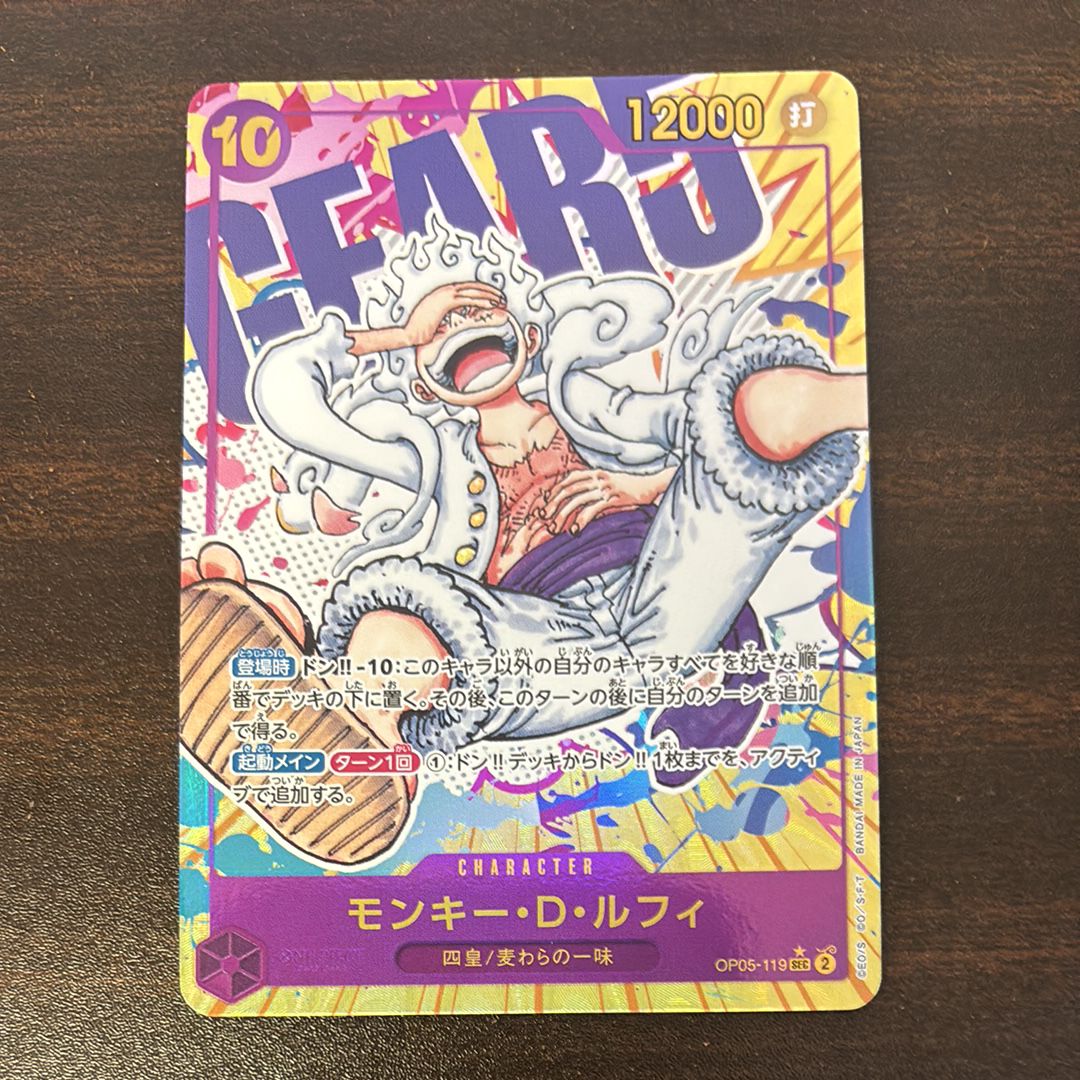 10
12000 打
GEAR5
登場時 ドン!!-10:このキャラ以外の自分のキャラすべてを好きな順
番でデッキの下に置く。その後、このターンの後に自分のターンを追加
で得る。
起動メイン ターン1回 ①:ドン!!デッキからドン!!1枚までを、アクティ
ブで追加する。
CHARACTER
モンキー・D・ルフィ
四皇/麦わらの一味
OP05-119 SEC 2
©E.O/S ©O/S・F・T BANDAI MADE IN JAPAN